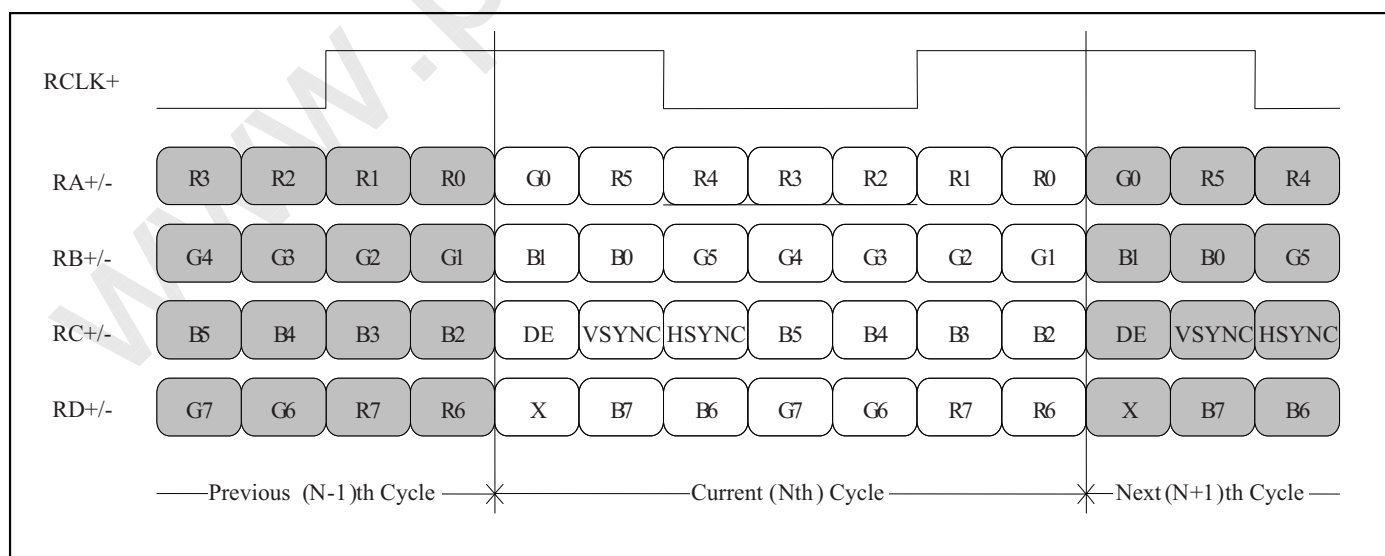 RCLK+
RA+/- R3 R2 R1 R0 G0 R5 R4 R3 R2 R1 R0 G0 R5 R4
RB+/- G4 G3 G2 G1 B1 B0 G5 G4 G3 G2 G1 B1 B0 G5
RC+/- B5 B4 B3 B2 DE VSYNC HSYNC B5 B4 B3 B2 DE VSYNC HSYNC
RD+/- G7 G6 R7 R6 X B7 B6 G7 G6 R7 R6 X B7 B6
Previous (N-1)th Cycle Current (Nth) Cycle Next (N+1)th Cycle
www.p